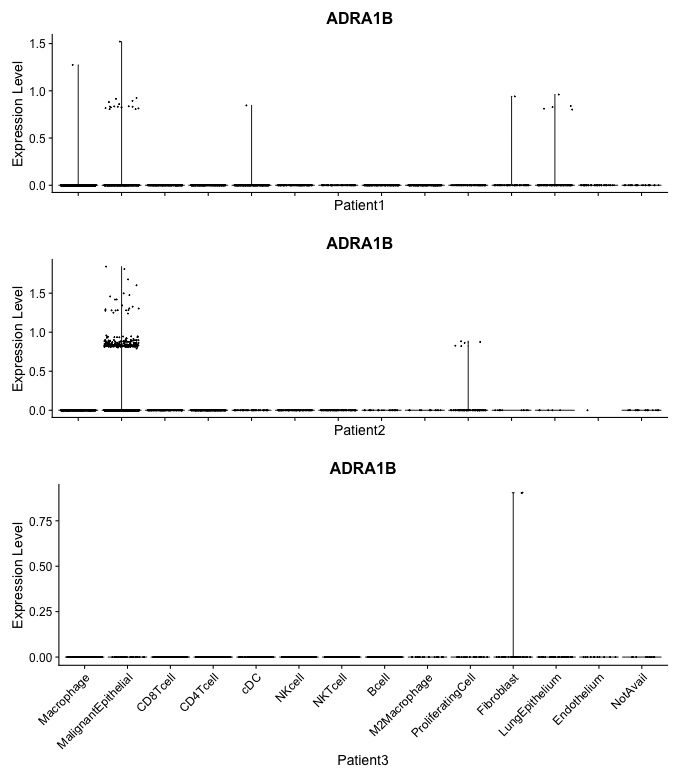 ADRA1B
Expression Level
1.5
1.0
0.5
0.0
Patient1
ADRA1B
Expression Level
1.5
1.0
0.5
0.0
Patient2
ADRA1B
Expression Level
0.75
0.50
0.25
0.00
Macrophage
MalignantEpithelial
CD8Tcell
CD4Tcell
cDC
NKcell
NKTcell
Bcell
M2Macrophage
ProliferatingCell
Fibroblast
LungEpithelium
Endothelium
NotAvail
Patient3